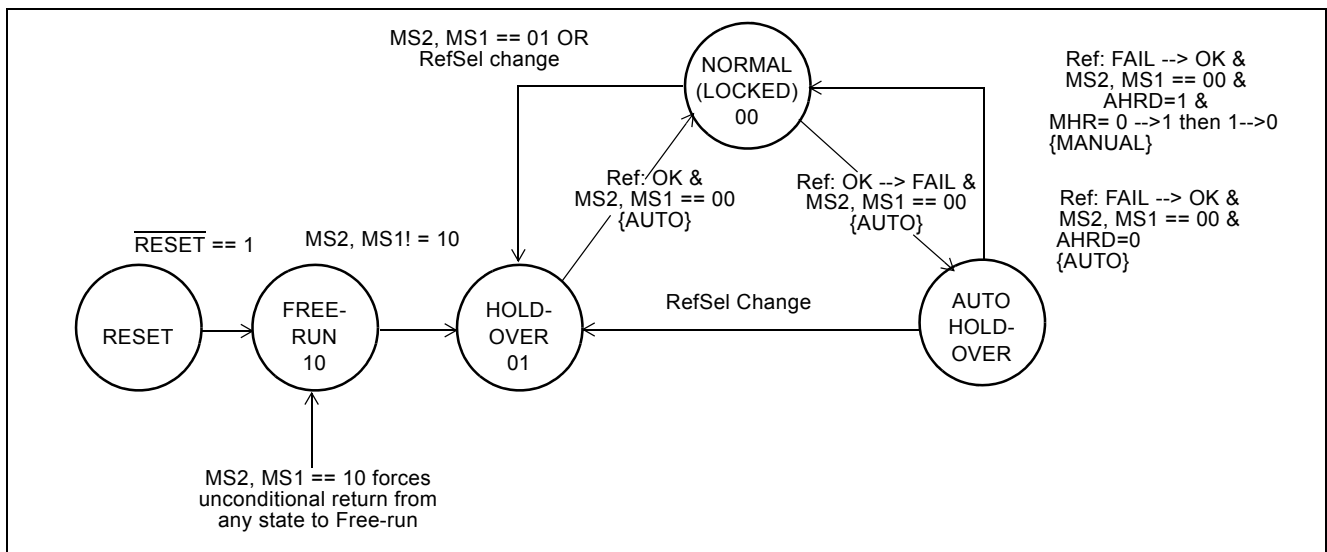 MS2, MS1 == 01 OR
RefSel change
NORMAL
(LOCKED)
00
Ref: FAIL --> OK &
MS2, MS1 == 00 &
AHRD=1 &
MHR= 0 -->1 then 1-->0
{MANUAL}
Ref: OK &
MS2, MS1 == 00
{AUTO}
Ref: OK --> FAIL &
MS2, MS1 == 00
{AUTO}
Ref: FAIL --> OK &
MS2, MS1 == 00 &
AHRD=0
{AUTO}
RESET == 1
MS2, MS1! = 10
RESET
FREE-
RUN
10
HOLD-
OVER
01
RefSel Change
AUTO
HOLD-
OVER
MS2, MS1 == 10 forces
unconditional return from
any state to Free-run